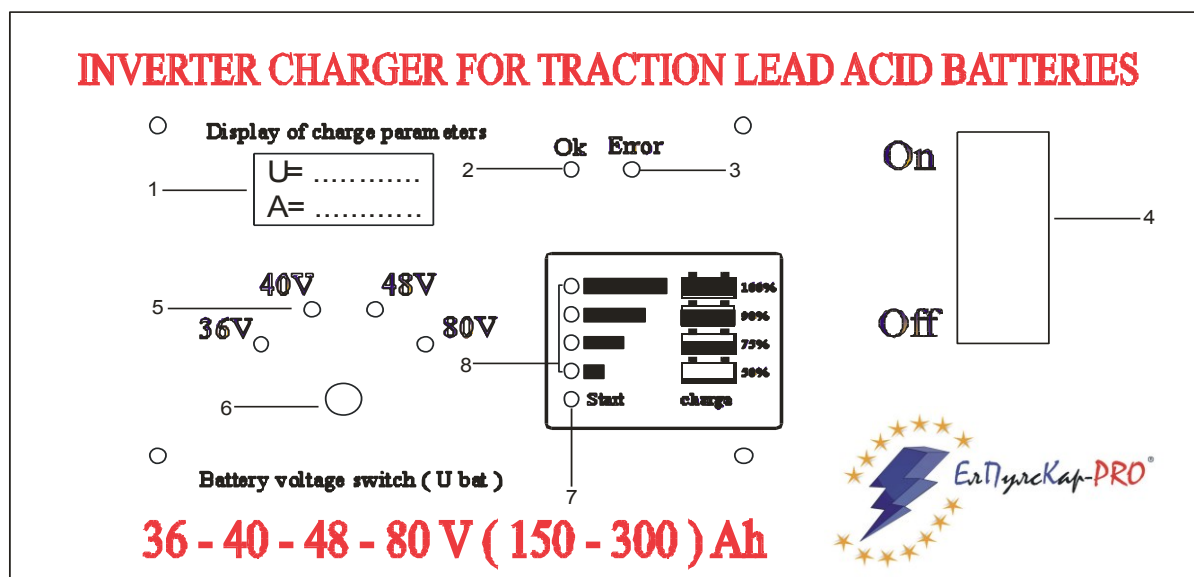 INVERTER CHARGER FOR TRACTION LEAD ACID BATTERIES
Display of charge parameters
Ok Error
On
1
U= ............
A= ............
2
3
4
40V 48V
5
36V 80V
Off
100%
90%
75%
50%
8
6
Start charge
7
Battery voltage switch ( U bat )
ЕлПулсКар-PRO®
36 - 40 - 48 - 80 V ( 150 - 300 ) Ah